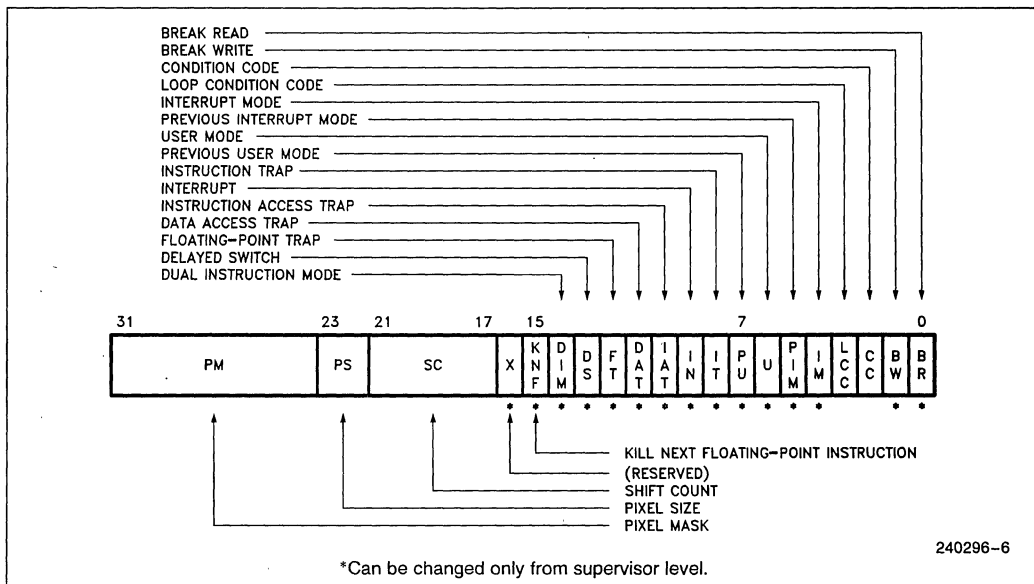 BREAK READ
BREAK WRITE
CONDITION CODE
LOOP CONDITION CODE
INTERRUPT MODE
PREVIOUS INTERRUPT MODE
USER MODE
PREVIOUS USER MODE
INSTRUCTION TRAP
INTERRUPT
INSTRUCTION ACCESS TRAP
DATA ACCESS TRAP
FLOATING-POINT TRAP
DELAYED SWITCH
DUAL INSTRUCTION MODE
31 23 21 17 15 7 0
PM PS SC X KNF DIM DS FT DAT IAT IN IT PU U PIM IM LCC CC BW BR
* * * * * * * * * * * * * * *
KILL NEXT FLOATING-POINT INSTRUCTION
(RESERVED)
SHIFT COUNT
PIXEL SIZE
PIXEL MASK
240296-6
*Can be changed only from supervisor level.